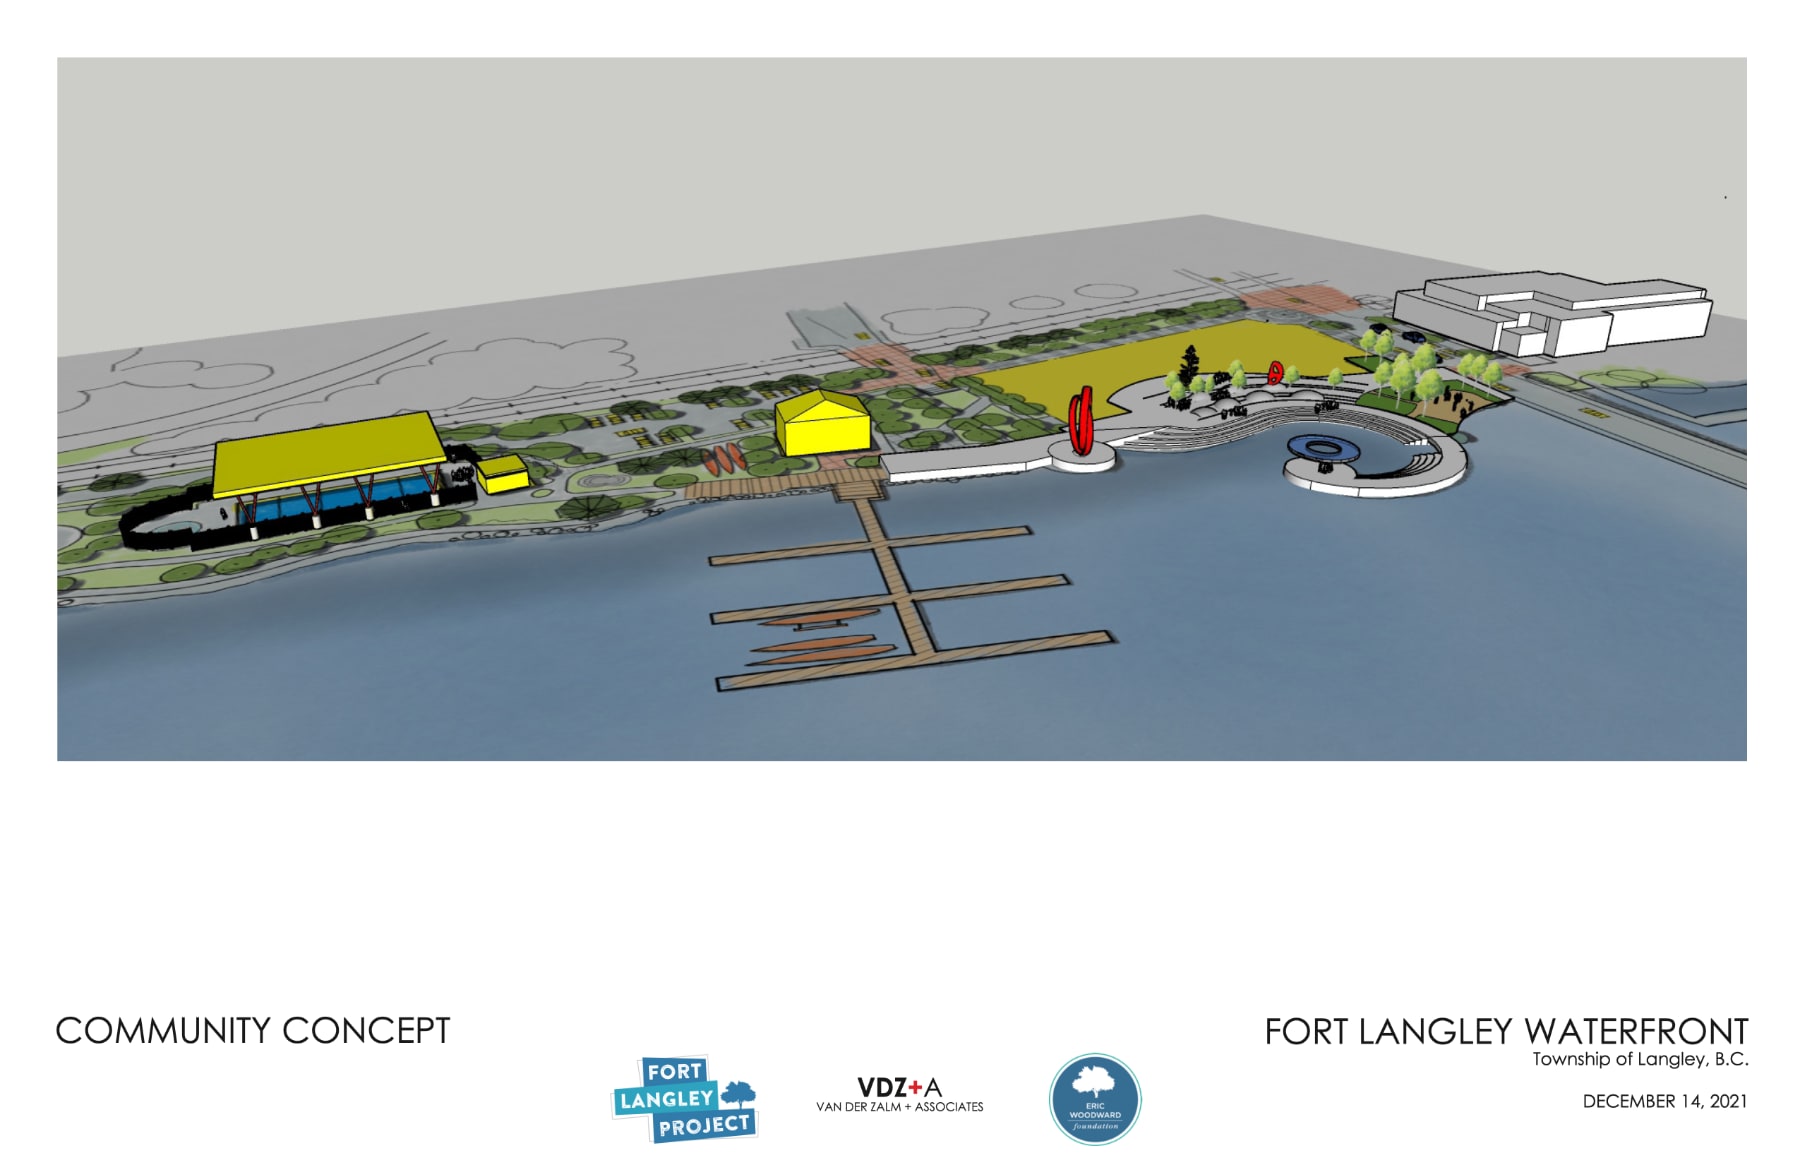 COMMUNITY CONCEPT
FORT LANGLEY WATERFRONT
Township of Langley, B.C.
DECEMBER 14, 2021
FORT
LANGLEY
PROJECT
VDZ+A
VAN DER ZALM + ASSOCIATES
ERIC
WOODWARD
foundation